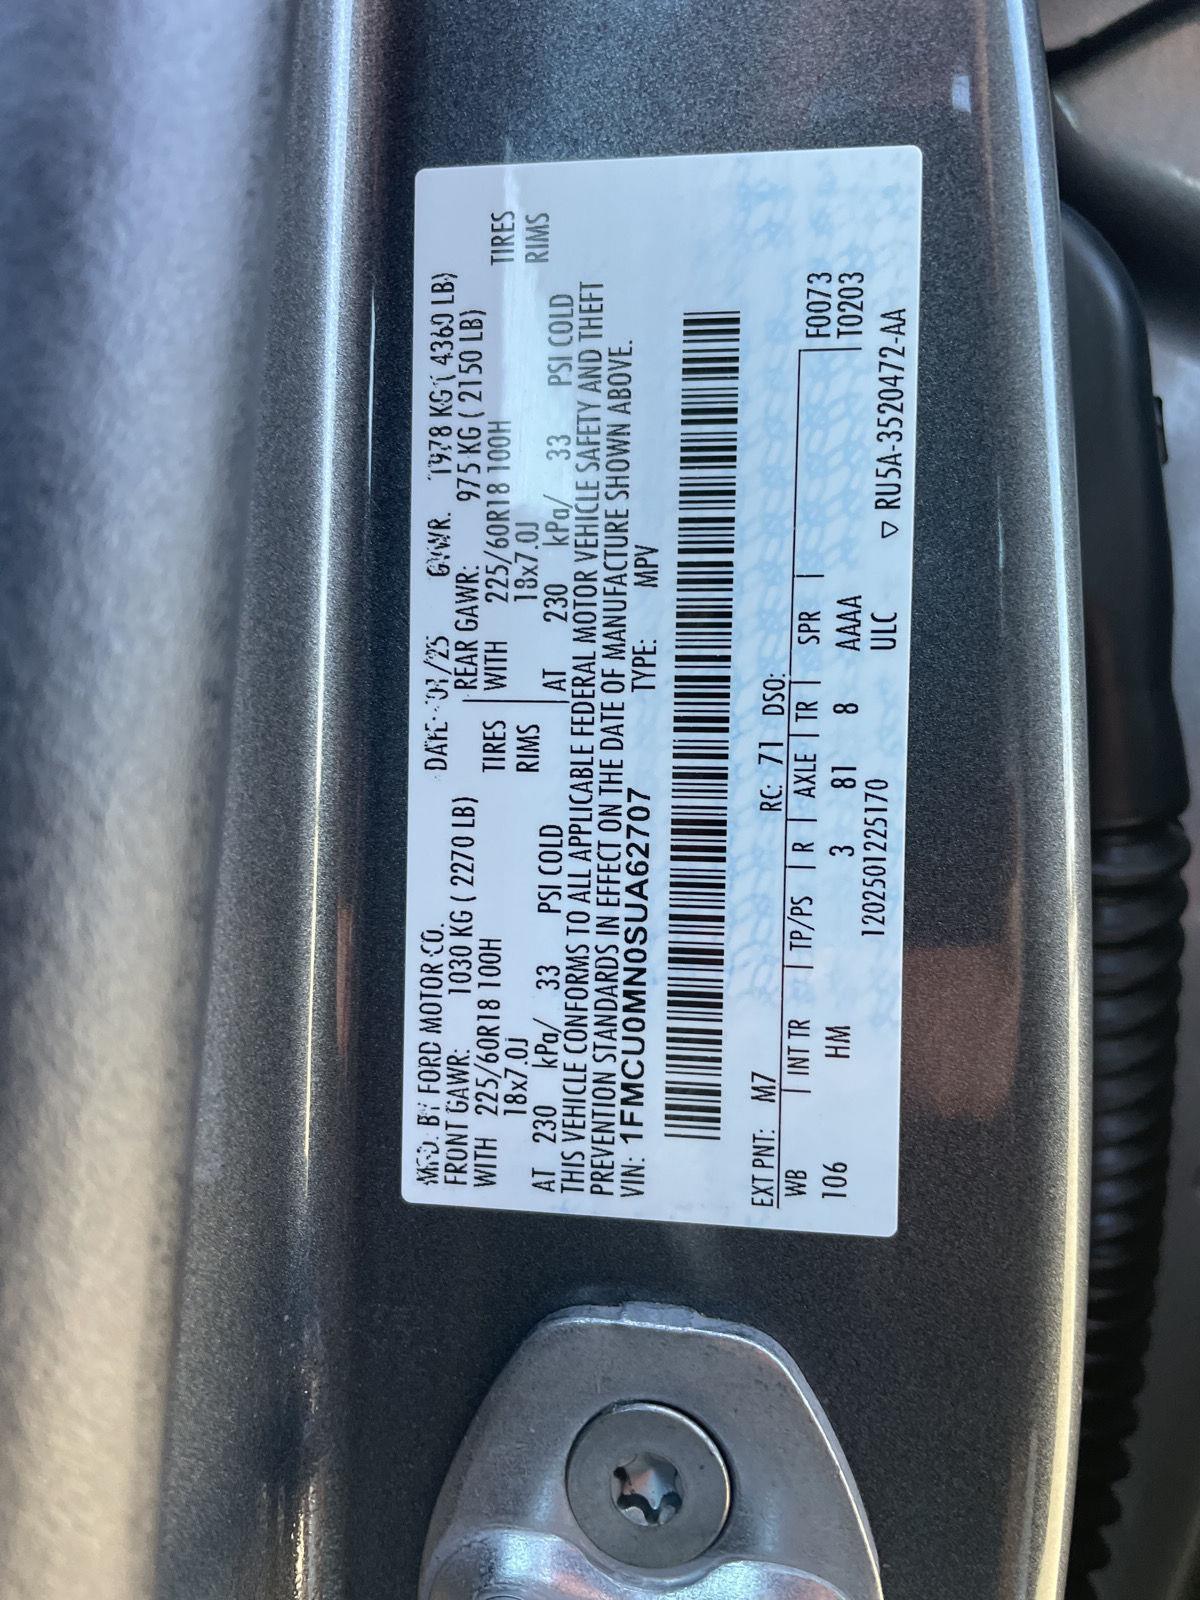 MFD. BY FORD MOTOR CO.
DATE: /25 GVWR: 1978 KG ( 4360 LB)
FRONT GAWR: 1030 KG ( 2270 LB)
REAR GAWR: 975 KG ( 2150 LB)
WITH 225/60R18 100H TIRES
WITH 225/60R18 100H TIRES
18x7.0J RIMS
18x7.0J RIMS
AT 230 kPa/ 33 PSI COLD
AT 230 kPa/ 33 PSI COLD
THIS VEHICLE CONFORMS TO ALL APPLICABLE FEDERAL MOTOR VEHICLE SAFETY AND THEFT
PREVENTION STANDARDS IN EFFECT ON THE DATE OF MANUFACTURE SHOWN ABOVE.
VIN: 1FMCU0MN0SUA62707 TYPE: MPV
EXT PNT: M7 RC: 71 DSO:
WB INT TR TP/PS R AXLE TR SPR F0073
106 HM 3 81 8 AAAA T0203
120250122​5170 ULC ▽ RU5A-3520472-AA